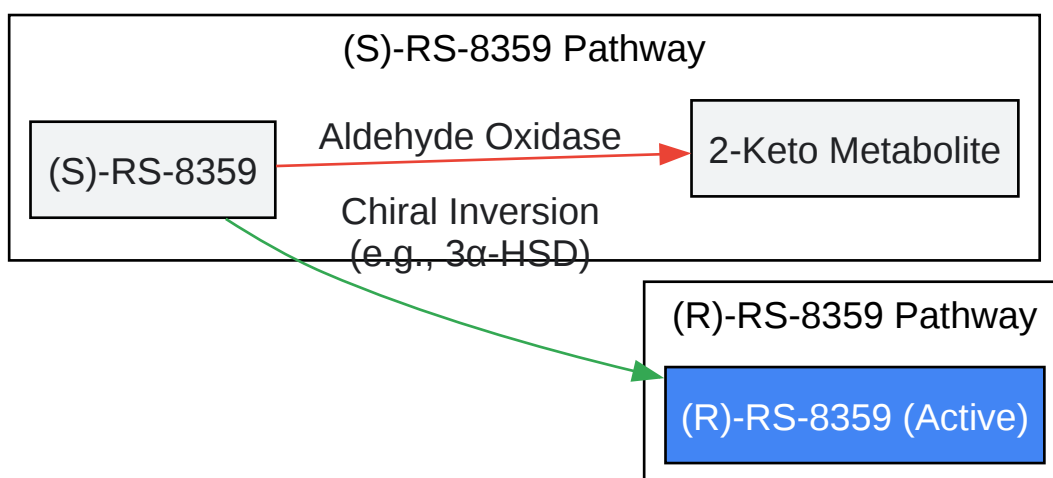 (S)-RS-8359 Pathway
Aldehyde Oxidase
2-Keto Metabolite
(S)-RS-8359
Chiral Inversion
(e.g., 3α-HSD)
(R)-RS-8359 Pathway
(R)-RS-8359 (Active)